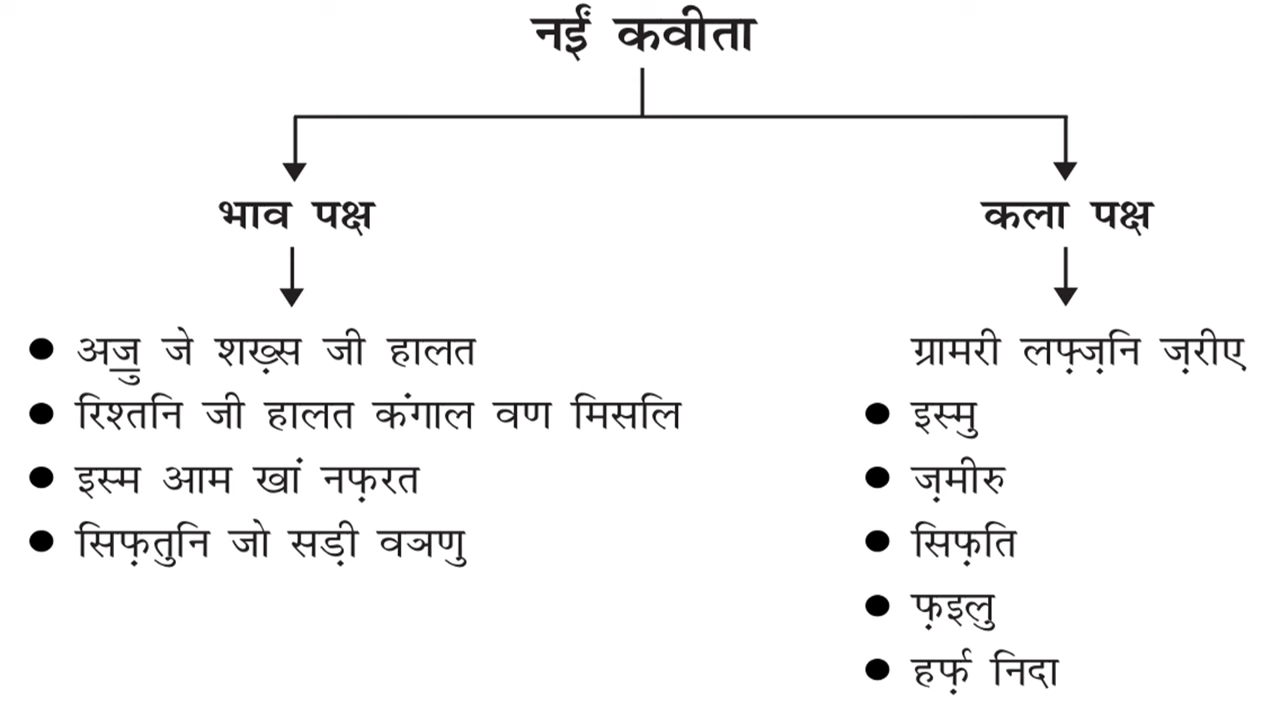 नईं कवीता
भाव पक्ष
कला पक्ष
● अॼु जे शख़्स जी हालत
● रिश्तनि जी हालत कंगाल वण मिसलि
● इस्म आम खां नफ़रत
● सिफ़तुनि जो सड़ी वञणु
ग्रामरी लफ़्ज़नि ज़रीए
● इस्मु
● ज़मीरु
● सिफ़ति
● फ़इलु
● हर्फ़ निदा